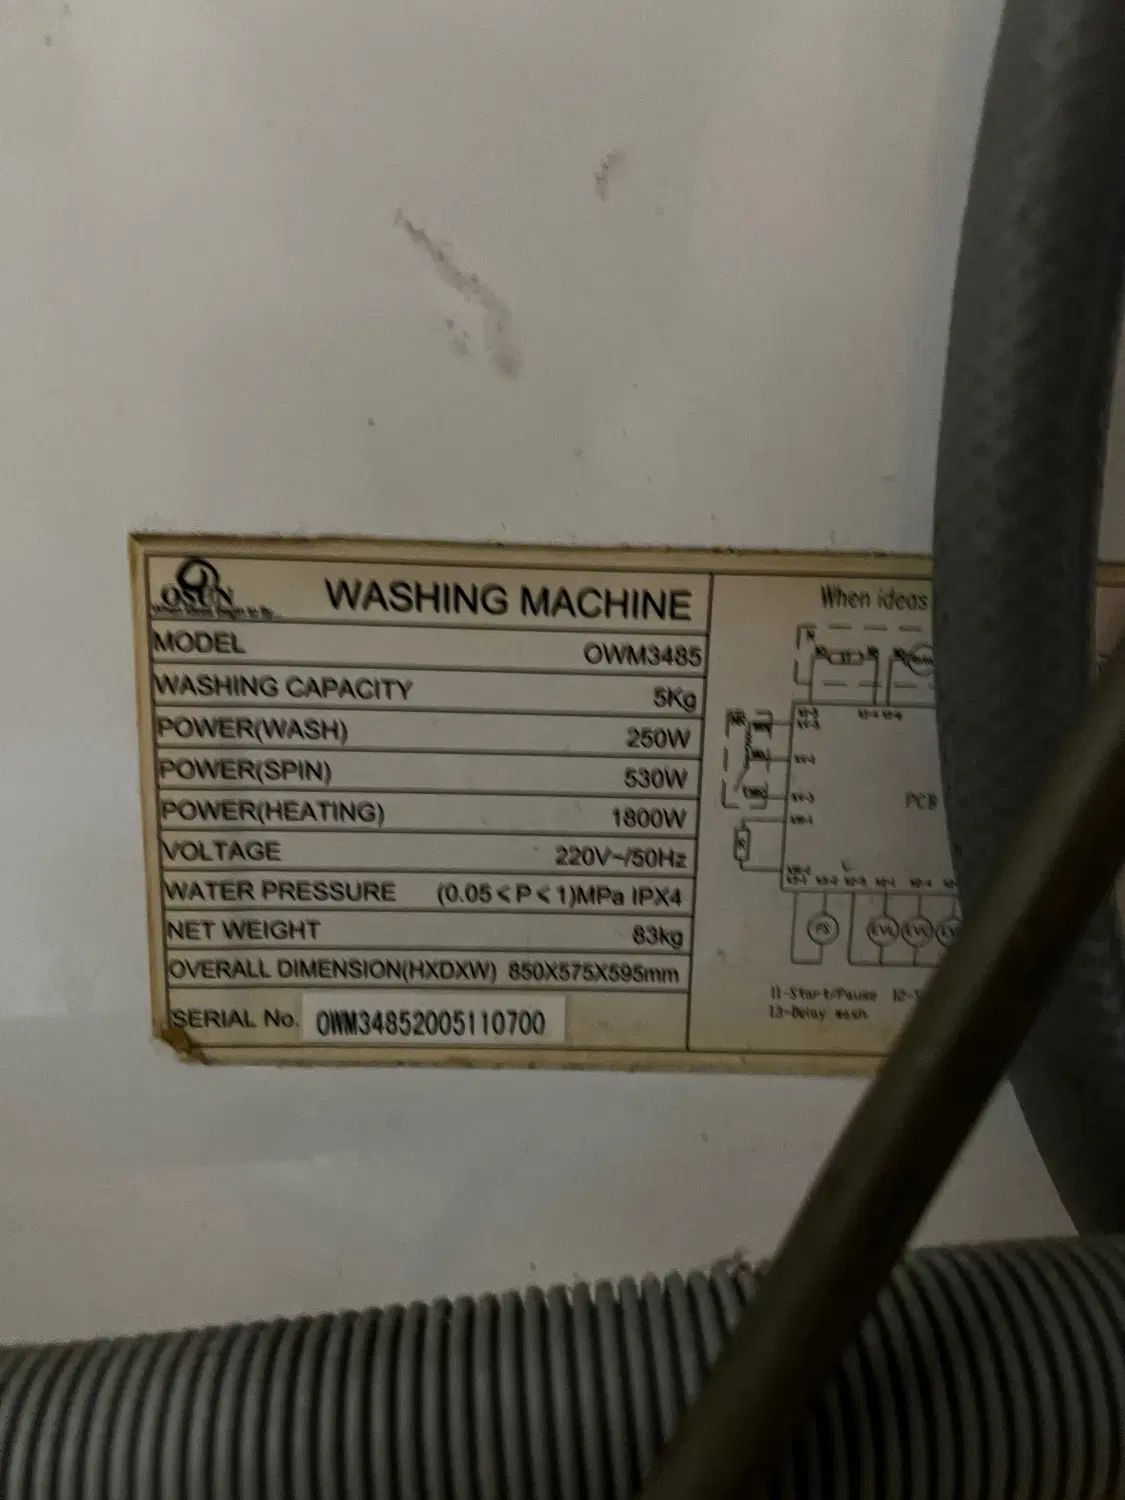 OSUN
WASHING MACHINE
MODEL OWM3485
WASHING CAPACITY 5Kg
POWER(WASH) 250W
POWER(SPIN) 530W
POWER(HEATING) 1800W
VOLTAGE 220V~/50Hz
WATER PRESSURE (0.05<P<1)MPa IPX4
NET WEIGHT 83kg
OVERALL DIMENSION(HXDXW) 850X575X595mm
SERIAL No. OWM34852005110700
When ideas
PCB
PS
11-Start/Pause
13-Delay wash